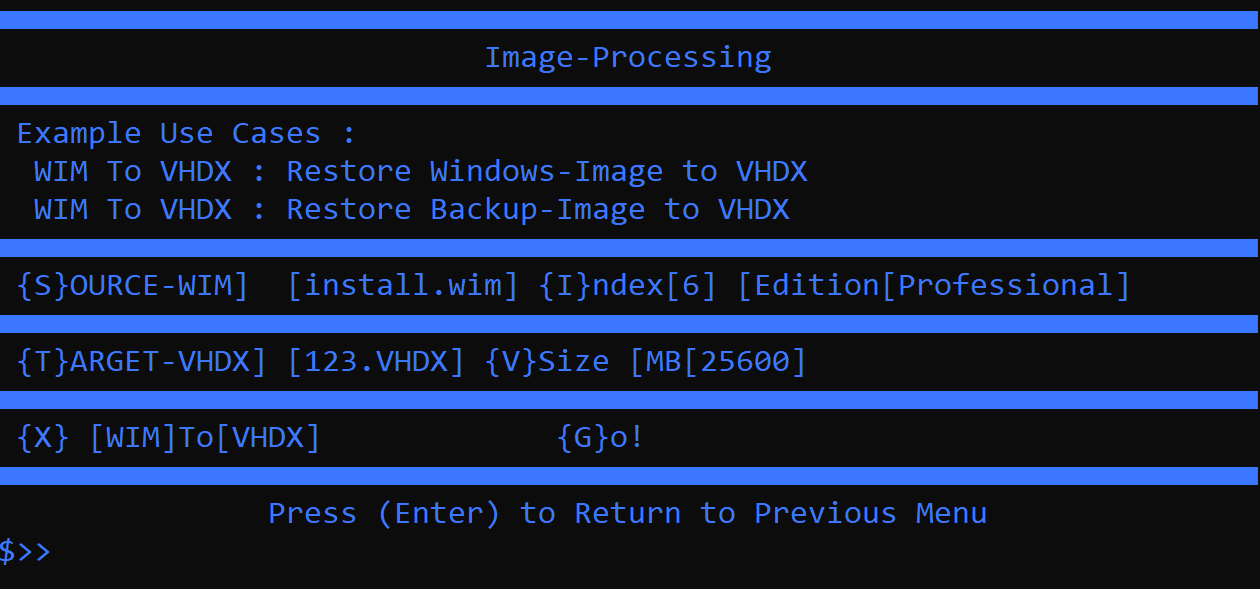 Image-Processing
Example Use Cases :
WIM To VHDX : Restore Windows-Image to VHDX
WIM To VHDX : Restore Backup-Image to VHDX
{S}OURCE-WIM] [install.wim] {I}ndex[6] [Edition[Professional]
{T}ARGET-VHDX] [123.VHDX] {V}Size [MB[25600]
{X} [WIM]To[VHDX] {G}o!
Press (Enter) to Return to Previous Menu
$>>